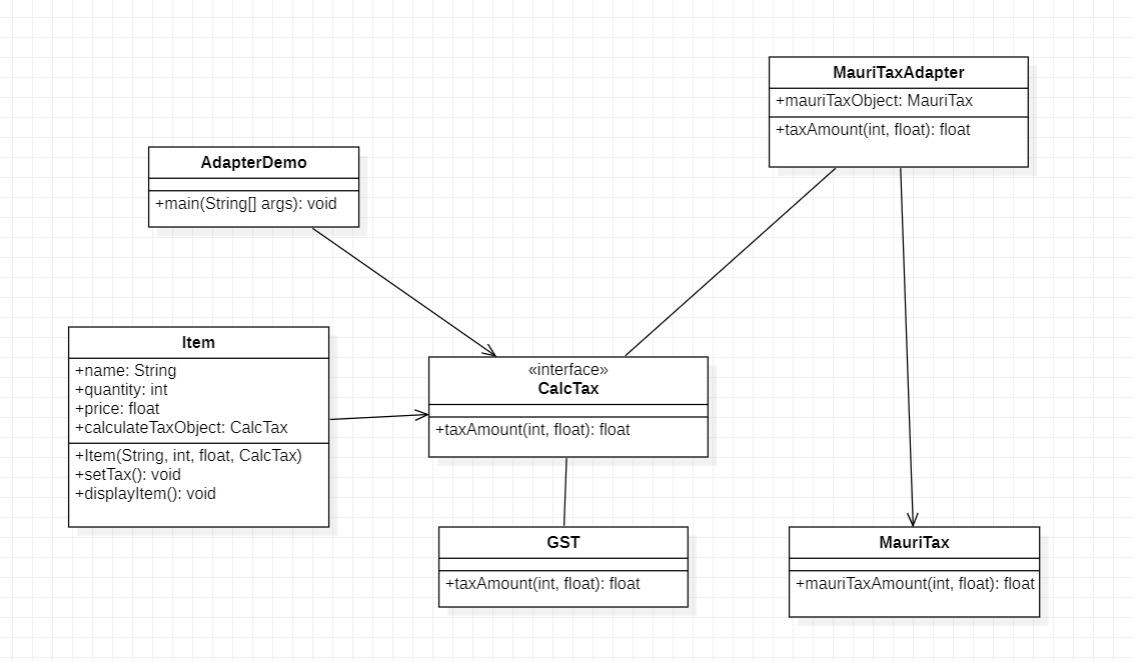 MauriTaxAdapter
+mauriTaxObject: MauriTax
+taxAmount(int, float): float
AdapterDemo
+main(String[] args): void
Item
+name: String
+quantity: int
+price: float
+calculateTaxObject: CalcTax
+Item(String, int, float, CalcTax)
+setTax(): void
+displayItem(): void
«interface»
CalcTax
+taxAmount(int, float): float
GST
+taxAmount(int, float): float
MauriTax
+mauriTaxAmount(int, float): float